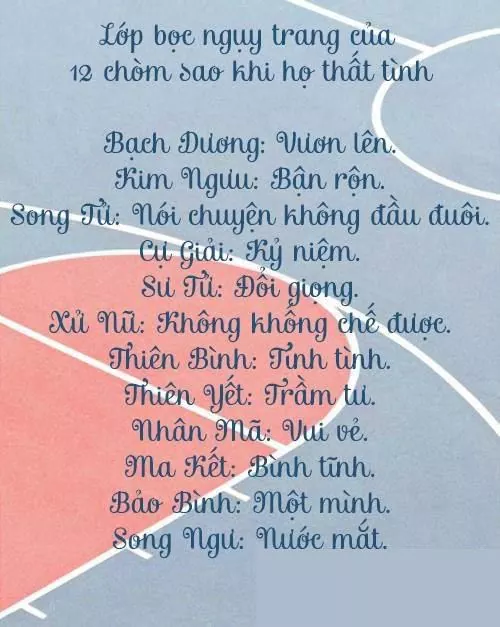 Lớp bọc ngụy trang của
12 chòm sao khi họ thất tình
Bạch Dương: Vươn lên.
Kim Ngưu: Bận rộn.
Song Tử: Nói chuyện không đầu đuôi.
Cự Giải: Kỷ niệm.
Sư Tử: Đổi giọng.
Xử Nữ: Không khống chế được.
Thiên Bình: Tính tình.
Thiên Yết: Trầm tư.
Nhân Mã: Vui vẻ.
Ma Kết: Bình tĩnh.
Bảo Bình: Một mình.
Song Ngư: Nước mắt.